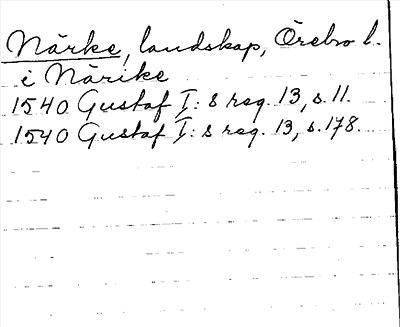 Närke, landskap, Örebro l.
i Närike
1540 Gustaf I: s reg. 13, s. 11.
1540 Gustaf I: s reg. 13, s. 178.